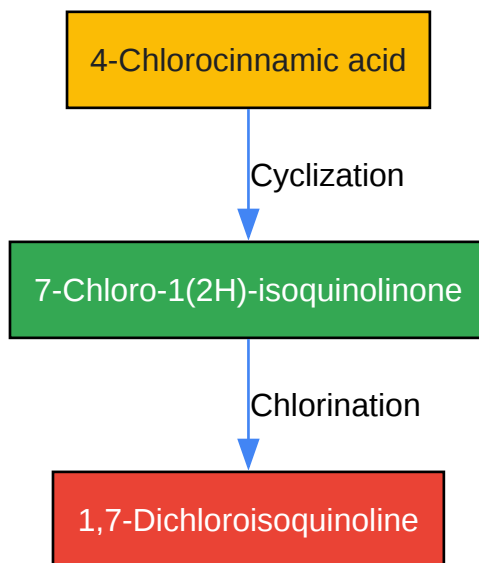 4-Chlorocinnamic acid
Cyclization
7-Chloro-1(2H)-isoquinolinone
Chlorination
1,7-Dichloroisoquinoline